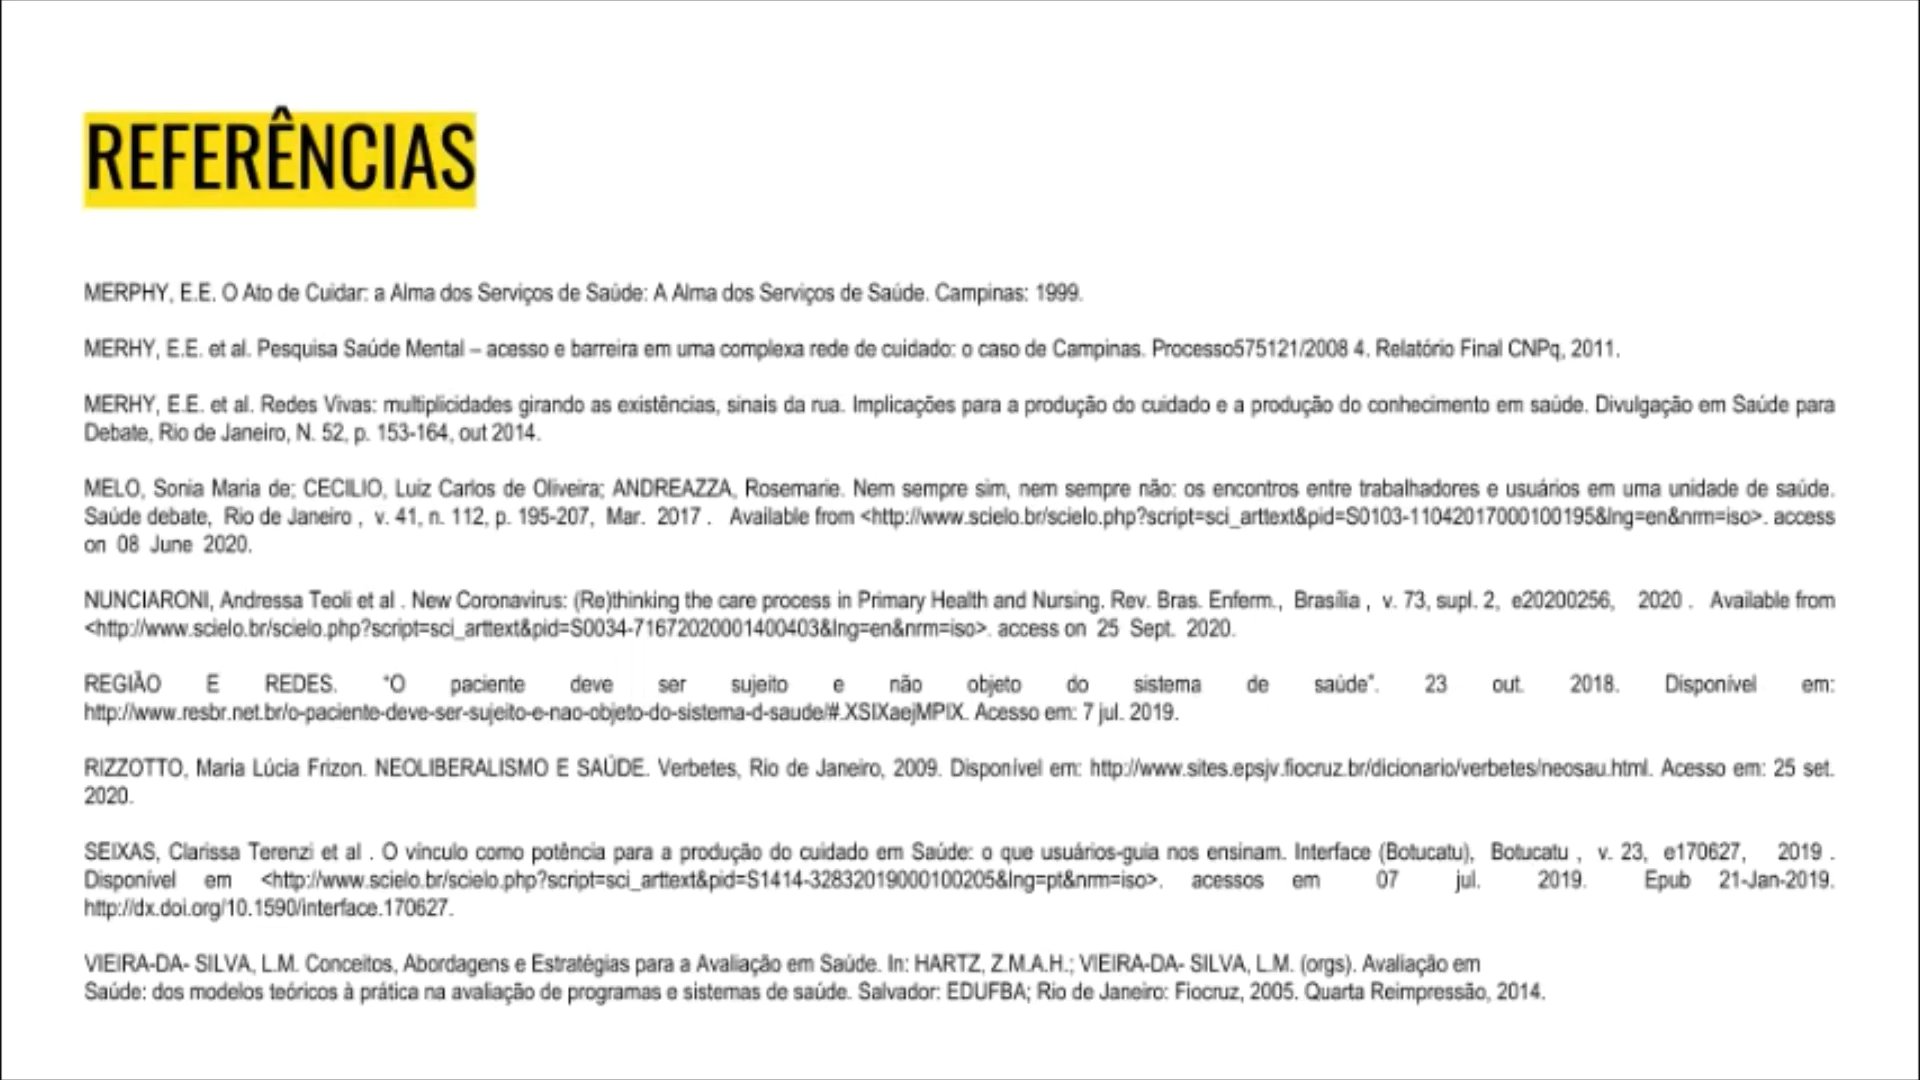 REFERÊNCIAS
MERPHY, E.E. O Ato de Cuidar: a Alma dos Serviços de Saúde: A Alma dos Serviços de Saúde. Campinas: 1999.
MERHY, E.E. et al. Pesquisa Saúde Mental – acesso e barreira em uma complexa rede de cuidado: o caso de Campinas. Processo575121/2008 4. Relatório Final CNPq, 2011.
MERHY, E.E. et al. Redes Vivas: multiplicidades girando as existências, sinais da rua. Implicações para a produção do cuidado e a produção do conhecimento em saúde. Divulgação em Saúde para
Debate, Rio de Janeiro, N. 52, p. 153-164, out 2014.
MELO, Sonia Maria de; CECILIO, Luiz Carlos de Oliveira; ANDREAZZA, Rosemarie. Nem sempre sim, nem sempre não: os encontros entre trabalhadores e usuários em uma unidade de saúde.
Saúde debate, Rio de Janeiro , v. 41, n. 112, p. 195-207, Mar. 2017 . Available from <http://www.scielo.br/scielo.php?script=sci_arttext&pid=S0103-11042017000100195&lng=en&nrm=iso>. access
on 08 June 2020.
NUNCIARONI, Andressa Teoli et al . New Coronavirus: (Re)thinking the care process in Primary Health and Nursing. Rev. Bras. Enferm., Brasília , v. 73, supl. 2, e20200256, 2020 . Available from
<http://www.scielo.br/scielo.php?script=sci_arttext&pid=S0034-71672020001400403&lng=en&nrm=iso>. access on 25 Sept. 2020.
REGIÃO E REDES. "O paciente deve ser sujeito e não objeto do sistema de saúde". 23 out. 2018. Disponível em:
http://www.resbr.net.br/o-paciente-deve-ser-sujeito-e-nao-objeto-do-sistema-d-saude/#.XSIXaejMPIX. Acesso em: 7 jul. 2019.
RIZZOTTO, Maria Lúcia Frizon. NEOLIBERALISMO E SAÚDE. Verbetes, Rio de Janeiro, 2009. Disponível em: http://www.sites.epsjv.fiocruz.br/dicionario/verbetes/neosau.html. Acesso em: 25 set.
2020.
SEIXAS, Clarissa Terenzi et al . O vínculo como potência para a produção do cuidado em Saúde: o que usuários-guia nos ensinam. Interface (Botucatu), Botucatu , v. 23, e170627, 2019 .
Disponível em <http://www.scielo.br/scielo.php?script=sci_arttext&pid=S1414-32832019000100205&lng=pt&nrm=iso>. acessos em 07 jul. 2019. Epub 21-Jan-2019.
http://dx.doi.org/10.1590/interface.170627.
VIEIRA-DA- SILVA, L.M. Conceitos, Abordagens e Estratégias para a Avaliação em Saúde. In: HARTZ, Z.M.A.H.; VIEIRA-DA- SILVA, L.M. (orgs). Avaliação em
Saúde: dos modelos teóricos à prática na avaliação de programas e sistemas de saúde. Salvador: EDUFBA; Rio de Janeiro: Fiocruz, 2005. Quarta Reimpressão, 2014.